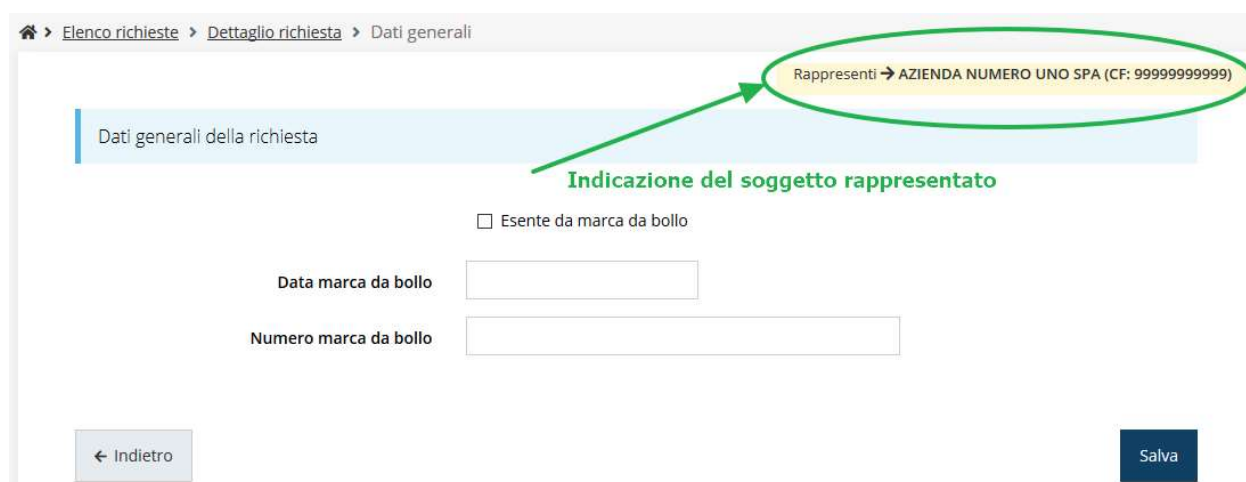 Elenco richieste > Dettaglio richiesta > Dati generali
Rappresenti → AZIENDA NUMERO UNO SPA (CF: 99999999999)
Dati generali della richiesta
Indicazione del soggetto rappresentato
Esente da marca da bollo
Data marca da bollo
Numero marca da bollo
← Indietro
Salva